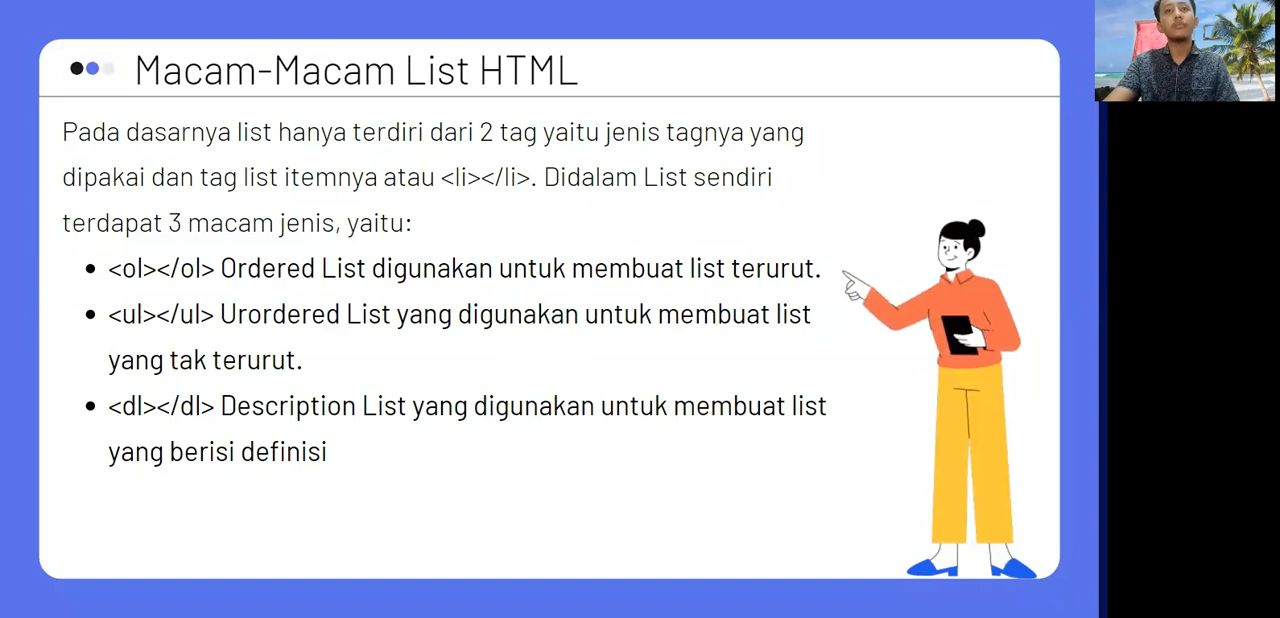 Macam-Macam List HTML
Pada dasarnya list hanya terdiri dari 2 tag yaitu jenis tagnya yang
dipakai dan tag list itemnya atau <li></li>. Didalam List sendiri
terdapat 3 macam jenis, yaitu:
• <ol></ol> Ordered List digunakan untuk membuat list terurut.
• <ul></ul> Urordered List yang digunakan untuk membuat list
yang tak terurut.
• <dl></dl> Description List yang digunakan untuk membuat list
yang berisi definisi